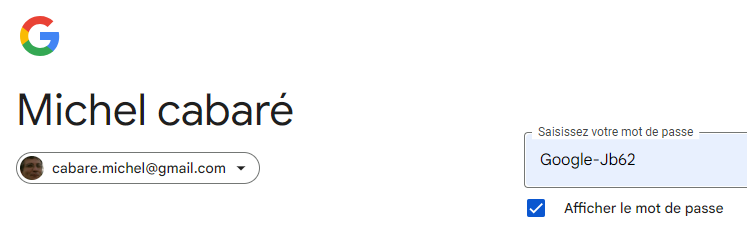 Michel cabaré
cabare.michel@gmail.com
Saisissez votre mot de passe
Google-Jb62
Afficher le mot de passe